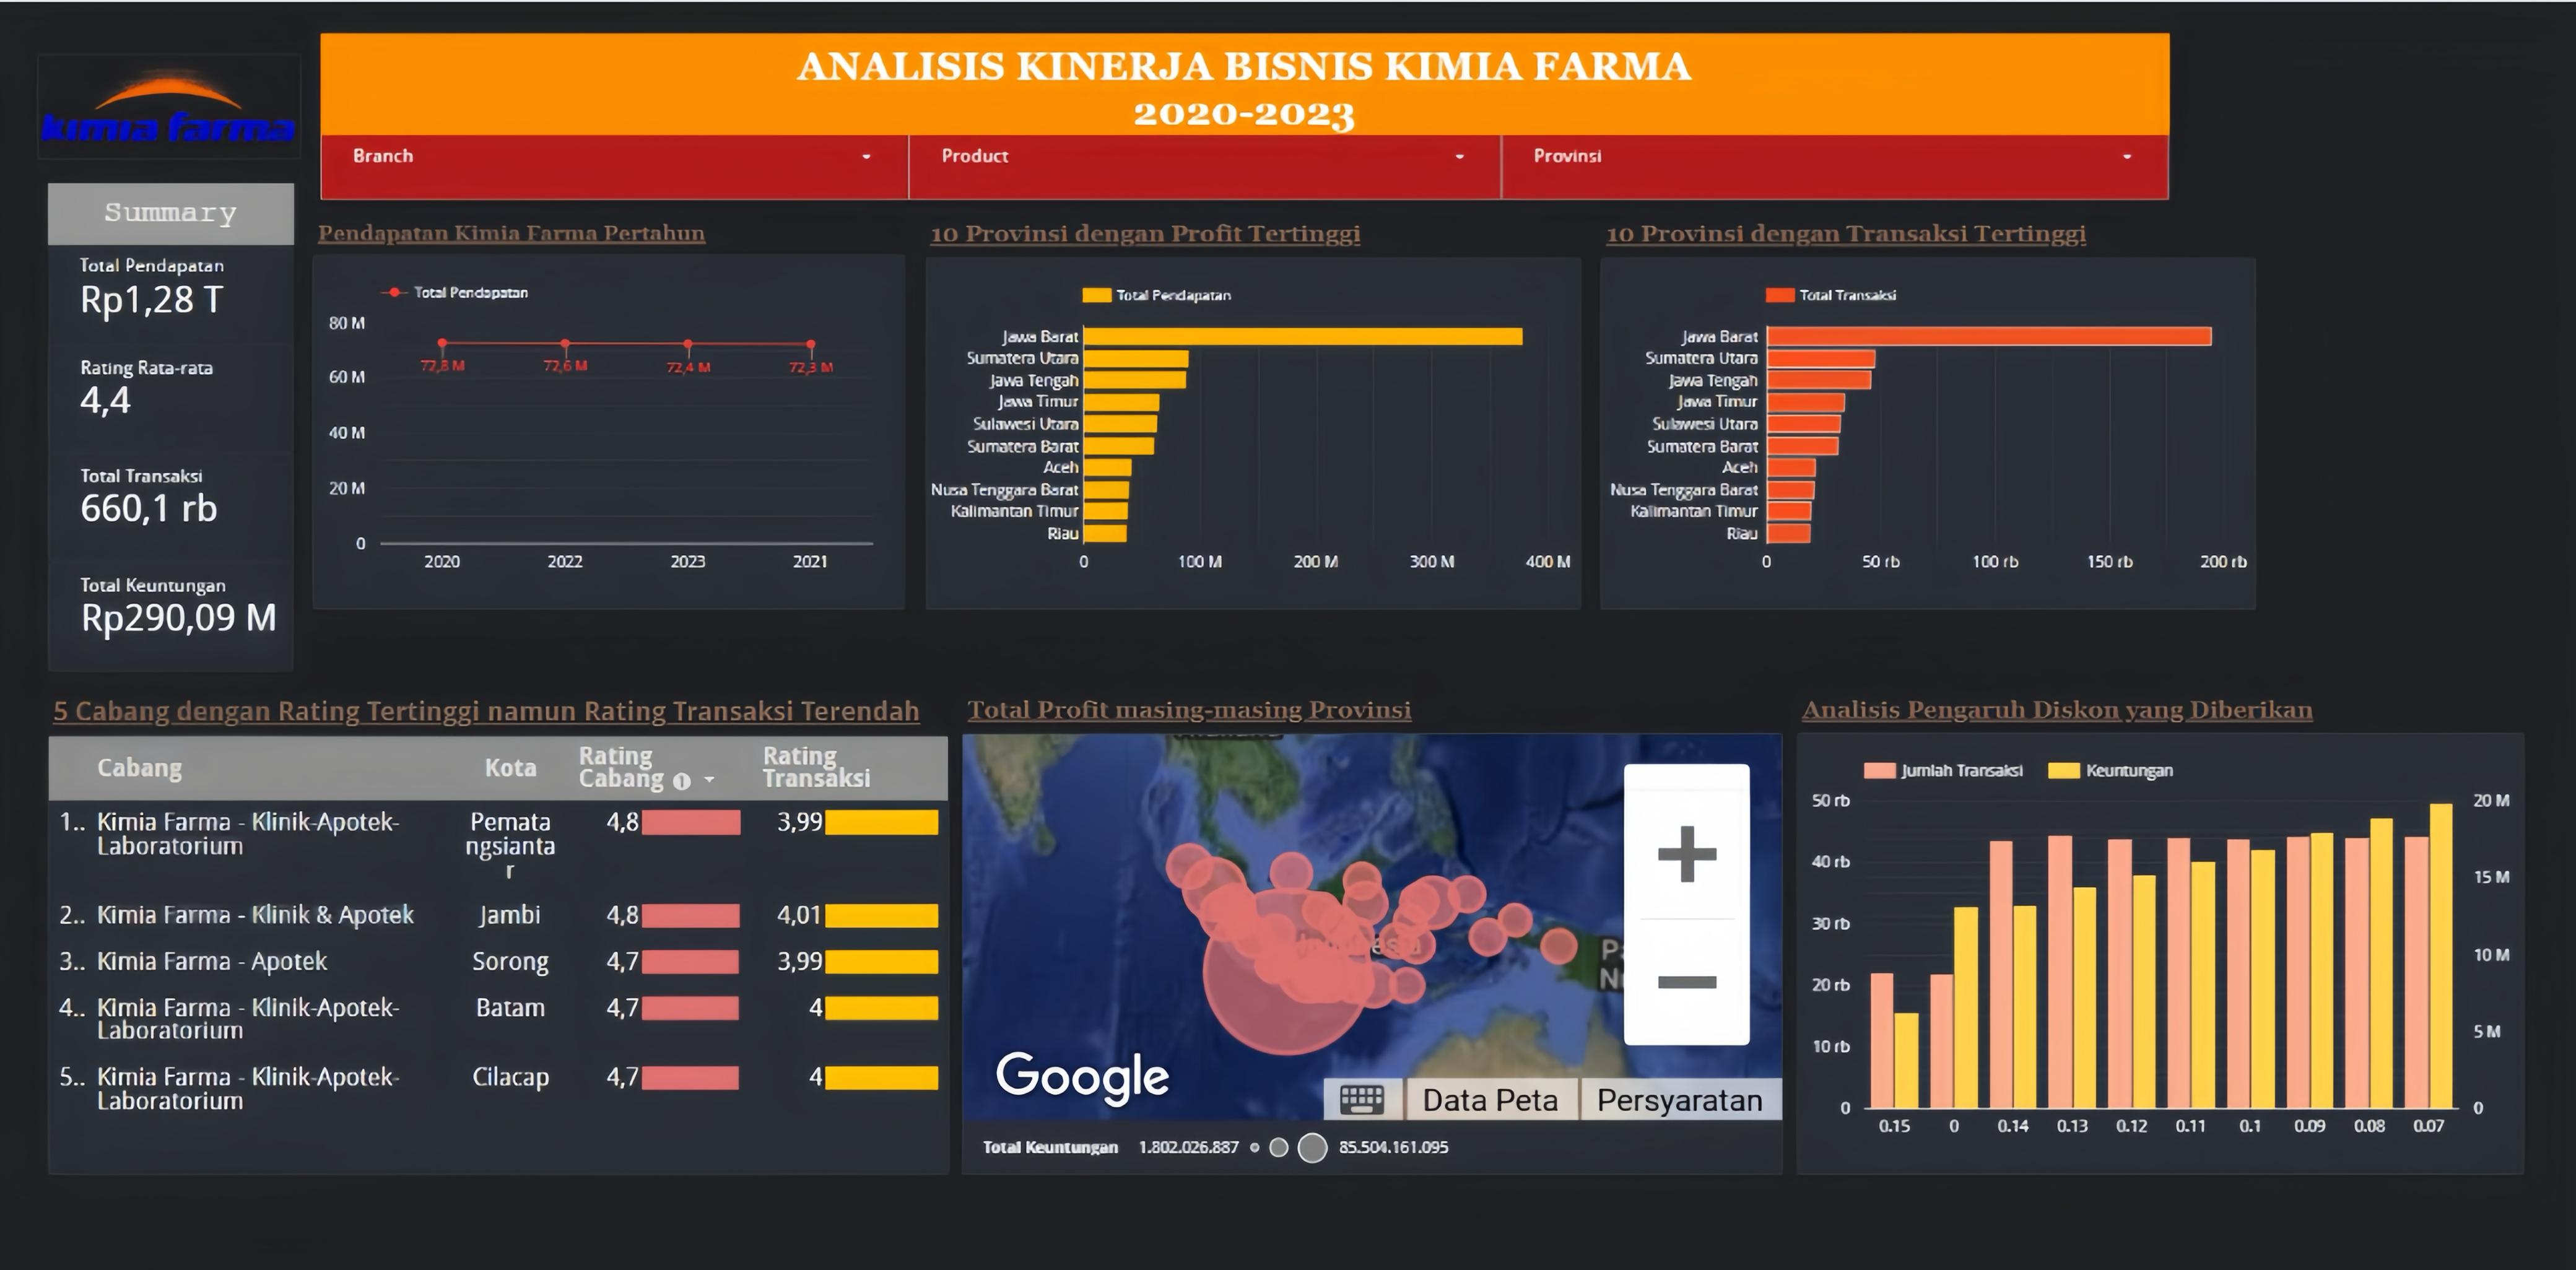 kimia farma
ANALISIS KINERJA BISNIS KIMIA FARMA
2020-2023
Branch
Product
Provinsi
Summary
Total Pendapatan
Rp1,28 T
Rating Rata-rata
4,4
Total Transaksi
660,1 rb
Total Keuntungan
Rp290,09 M
Pendapatan Kimia Farma Pertahun
Total Pendapatan
80 M
60 M
40 M
20 M
0
72,8 M
72,6 M
72,4 M
72,3 M
2020
2022
2023
2021
10 Provinsi dengan Profit Tertinggi
Total Pendapatan
Jawa Barat
Sumatera Utara
Jawa Tengah
Jawa Timur
Sulawesi Utara
Sumatera Barat
Aceh
Nusa Tenggara Barat
Kalimantan Timur
Riau
0
100 M
200 M
300 M
400 M
10 Provinsi dengan Transaksi Tertinggi
Total Transaksi
Jawa Barat
Sumatera Utara
Jawa Tengah
Jawa Timur
Sulawesi Utara
Sumatera Barat
Aceh
Nusa Tenggara Barat
Kalimantan Timur
Riau
0
50 rb
100 rb
150 rb
200 rb
5 Cabang dengan Rating Tertinggi namun Rating Transaksi Terendah
Cabang
Kota
Rating
Cabang
Rating
Transaksi
1.. Kimia Farma - Klinik-Apotek-
Laboratorium
Pemata
ngsianta
r
4,8
3,99
2.. Kimia Farma - Klinik & Apotek
Jambi
4,8
4,01
3.. Kimia Farma - Apotek
Sorong
4,7
3,99
4.. Kimia Farma - Klinik-Apotek-
Laboratorium
Batam
4,7
4
5.. Kimia Farma - Klinik-Apotek-
Laboratorium
Cilacap
4,7
4
Total Profit masing-masing Provinsi
Google
Data Peta
Persyaratan
Total Keuntungan 1.802.026.887 85.504.161.095
Analisis Pengaruh Diskon yang Diberikan
Jumlah Transaksi
Keuntungan
50 rb
40 rb
30 rb
20 rb
10 rb
0
20 M
15 M
10 M
5 M
0
0.15
0
0.14
0.13
0.12
0.11
0.1
0.09
0.08
0.07